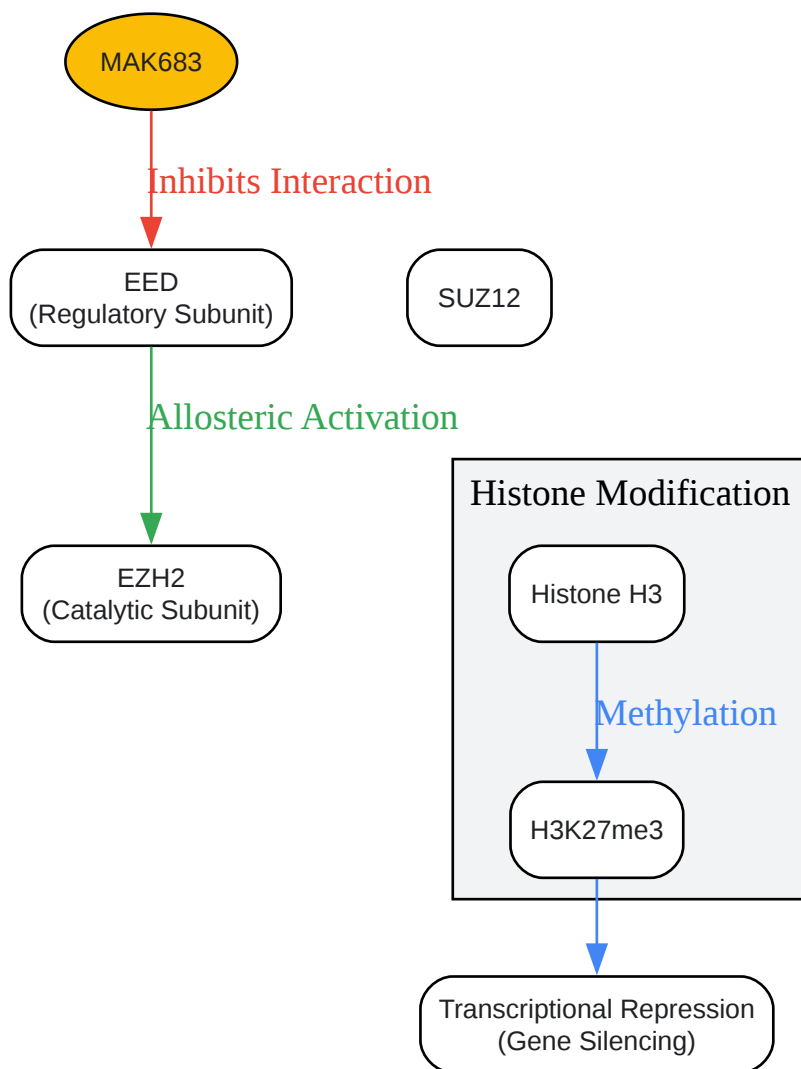 MAK683
Inhibits Interaction
EED
(Regulatory Subunit)
SUZ12
Allosteric Activation
Histone Modification
EZH2
(Catalytic Subunit)
Histone H3
Methylation
H3K27me3
Transcriptional Repression
(Gene Silencing)